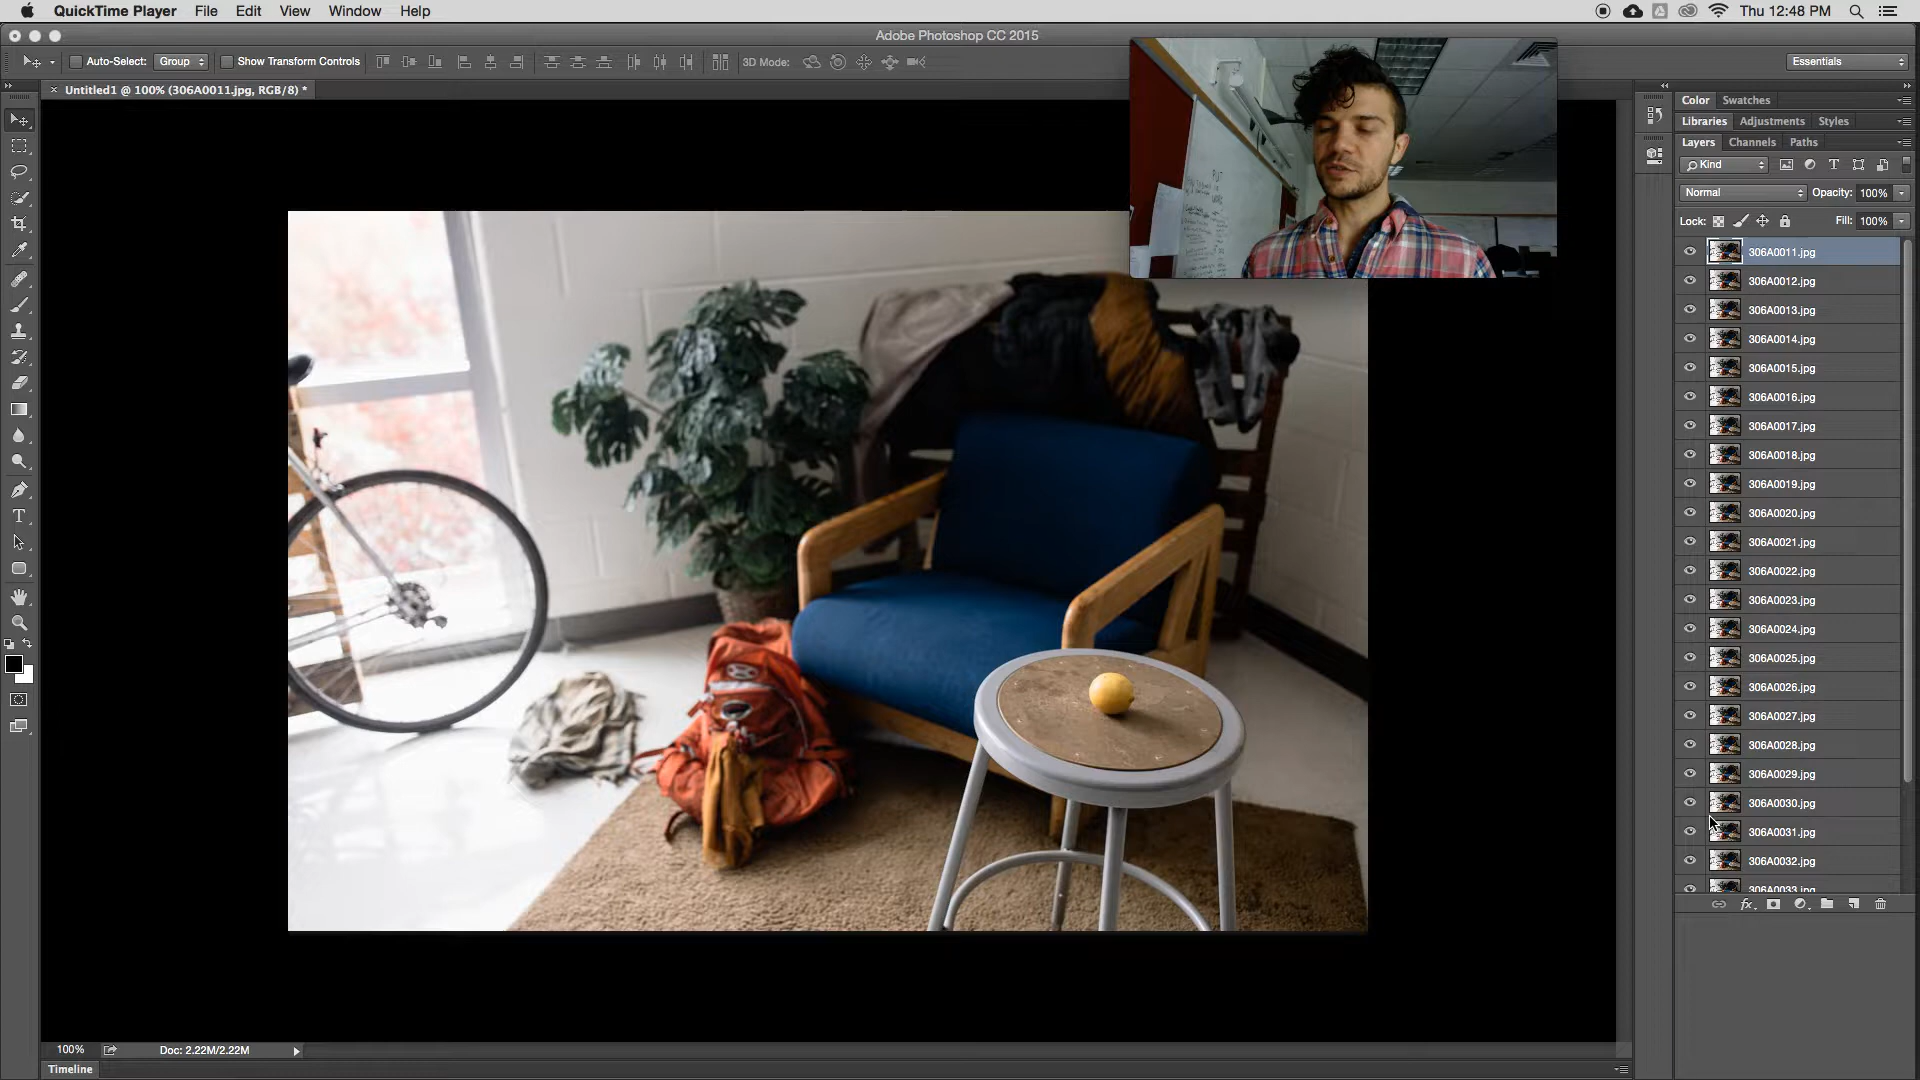 QuickTime Player File Edit View Window Help Thu 12:48 PM
Adobe Photoshop CC 2015
Auto-Select: Group Show Transform Controls 3D Mode: Essentials
Untitled1 @ 100% (306A0011.jpg, RGB/8) *
Color Swatches
Libraries Adjustments Styles
Layers Channels Paths
Kind
Normal Opacity: 100%
Lock: Fill: 100%
306A0011.jpg
306A0012.jpg
306A0013.jpg
306A0014.jpg
306A0015.jpg
306A0016.jpg
306A0017.jpg
306A0018.jpg
306A0019.jpg
306A0020.jpg
306A0021.jpg
306A0022.jpg
306A0023.jpg
306A0024.jpg
306A0025.jpg
306A0026.jpg
306A0027.jpg
306A0028.jpg
306A0029.jpg
306A0030.jpg
306A0031.jpg
306A0032.jpg
306A0033.jpg
100% Doc: 2.22M/2.22M
Timeline